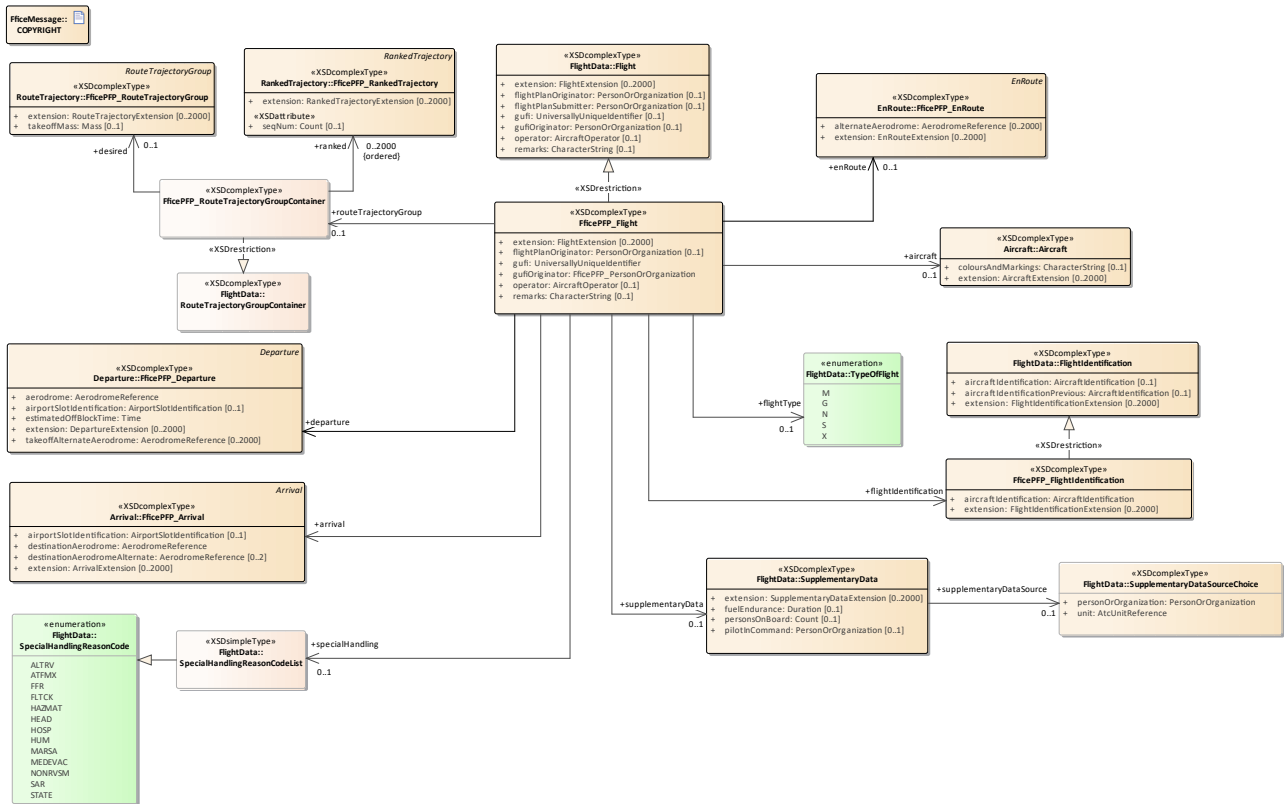 FficeMessage::
COPYRIGHT
RouteTrajectoryGroup
«XSDcomplexType»
RouteTrajectory::FficePFP_RouteTrajectoryGroup
+ extension: RouteTrajectoryExtension [0..2000]
+ takeoffMass: Mass [0..1]
RankedTrajectory
«XSDcomplexType»
RankedTrajectory::FficePFP_RankedTrajectory
+ extension: RankedTrajectoryExtension [0..2000]
«XSDattribute»
+ seqNum: Count [0..1]
«XSDcomplexType»
FlightData::Flight
+ extension: FlightExtension [0..2000]
+ flightPlanOriginator: PersonOrOrganization [0..1]
+ flightPlanSubmitter: PersonOrOrganization [0..1]
+ gufi: UniversallyUniqueIdentifier [0..1]
+ gufiOriginator: PersonOrOrganization [0..1]
+ operator: AircraftOperator [0..1]
+ remarks: CharacterString [0..1]
EnRoute
«XSDcomplexType»
EnRoute::FficePFP_EnRoute
+ alternateAerodrome: AerodromeReference [0..2000]
+ extension: EnRouteExtension [0..2000]
+desired
0..1
+ranked
0..2000
{ordered}
+enRoute
0..1
«XSDcomplexType»
FficePFP_RouteTrajectoryGroupContainer
«XSDrestriction»
+routeTrajectoryGroup
0..1
«XSDrestriction»
«XSDcomplexType»
FficePFP_Flight
+ extension: FlightExtension [0..2000]
+ flightPlanOriginator: PersonOrOrganization [0..1]
+ gufi: UniversallyUniqueIdentifier
+ gufiOriginator: FficePFP_PersonOrOrganization
+ operator: AircraftOperator [0..1]
+ remarks: CharacterString [0..1]
+aircraft
0..1
«XSDcomplexType»
Aircraft::Aircraft
+ coloursAndMarkings: CharacterString [0..1]
+ extension: AircraftExtension [0..2000]
«XSDcomplexType»
FlightData::
RouteTrajectoryGroupContainer
Departure
«XSDcomplexType»
Departure::FficePFP_Departure
+ aerodrome: AerodromeReference
+ airportSlotIdentification: AirportSlotIdentification [0..1]
+ estimatedOffBlockTime: Time
+ extension: DepartureExtension [0..2000]
+ takeoffAlternateAerodrome: AerodromeReference [0..2000]
+departure
«enumeration»
FlightData::TypeOfFlight
M
G
N
S
X
+flightType
0..1
«XSDcomplexType»
FlightData::FlightIdentification
+ aircraftIdentification: AircraftIdentification [0..1]
+ aircraftIdentificationPrevious: AircraftIdentification [0..1]
+ extension: FlightIdentificationExtension [0..2000]
«XSDrestriction»
«XSDcomplexType»
FficePFP_FlightIdentification
+ aircraftIdentification: AircraftIdentification
+ extension: FlightIdentificationExtension [0..2000]
+flightIdentification
Arrival
«XSDcomplexType»
Arrival::FficePFP_Arrival
+ airportSlotIdentification: AirportSlotIdentification [0..1]
+ destinationAerodrome: AerodromeReference
+ destinationAerodromeAlternate: AerodromeReference [0..2]
+ extension: ArrivalExtension [0..2000]
+arrival
«XSDcomplexType»
FlightData::SupplementaryData
+ extension: SupplementaryDataExtension [0..2000]
+ fuelEndurance: Duration [0..1]
+ personsOnBoard: Count [0..1]
+ pilotInCommand: PersonOrOrganization [0..1]
+supplementaryData
0..1
+supplementaryDataSource
0..1
«XSDcomplexType»
FlightData::SupplementaryDataSourceChoice
+ personOrOrganization: PersonOrOrganization
+ unit: AtcUnitReference
«enumeration»
FlightData::
SpecialHandlingReasonCode
ALTRV
ATFMX
FFR
FLTCK
HAZMAT
HEAD
HOSP
HUM
MARSA
MEDEVAC
NONRVSM
SAR
STATE
«XSDsimpleType»
FlightData::
SpecialHandlingReasonCodeList
+specialHandling
0..1